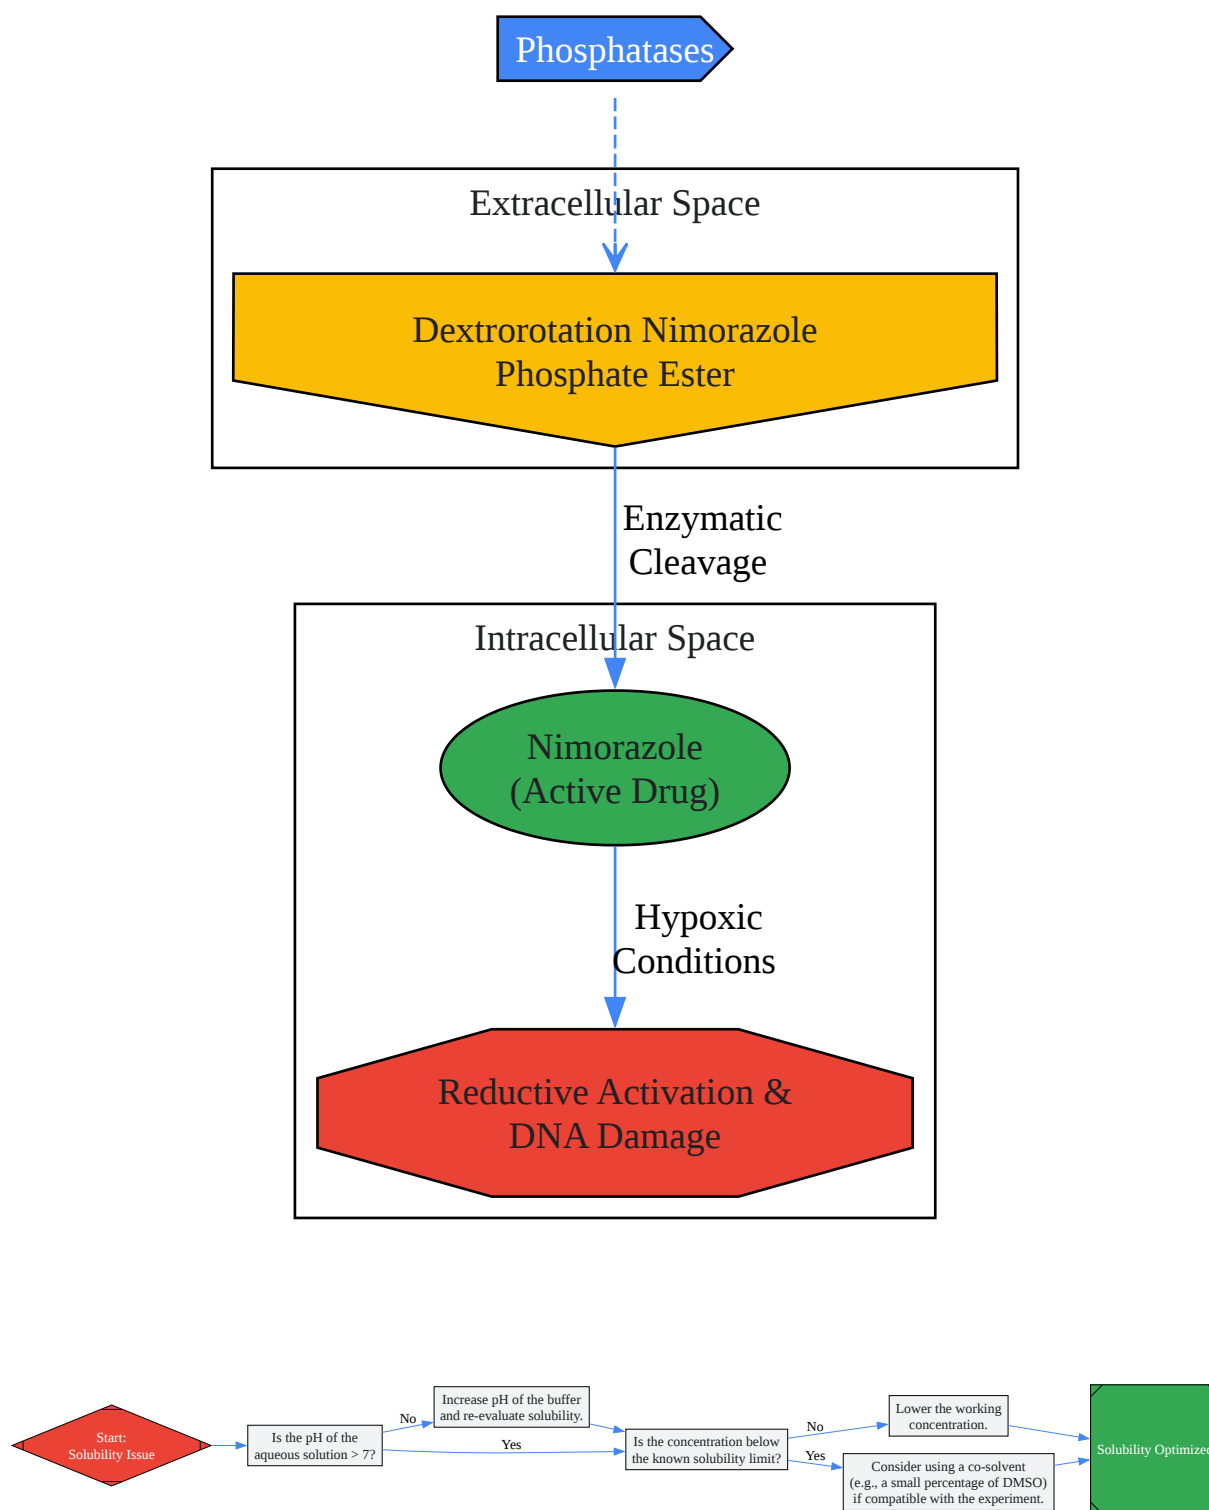 Phosphatases
Extracellular Space
Dextrorotation Nimorazole
Phosphate Ester
Enzymatic
Cleavage
Intracellular Space
Nimorazole
(Active Drug)
Hypoxic
Conditions
Reductive Activation &
DNA Damage
Start:
Solubility Issue
Is the pH of the
aqueous solution > 7?
No
Increase pH of the buffer
and re-evaluate solubility.
Yes
Is the concentration below
the known solubility limit?
No
Lower the working
concentration.
Yes
Consider using a co-solvent
(e.g., a small percentage of DMSO)
if compatible with the experiment.
Solubility Optimized